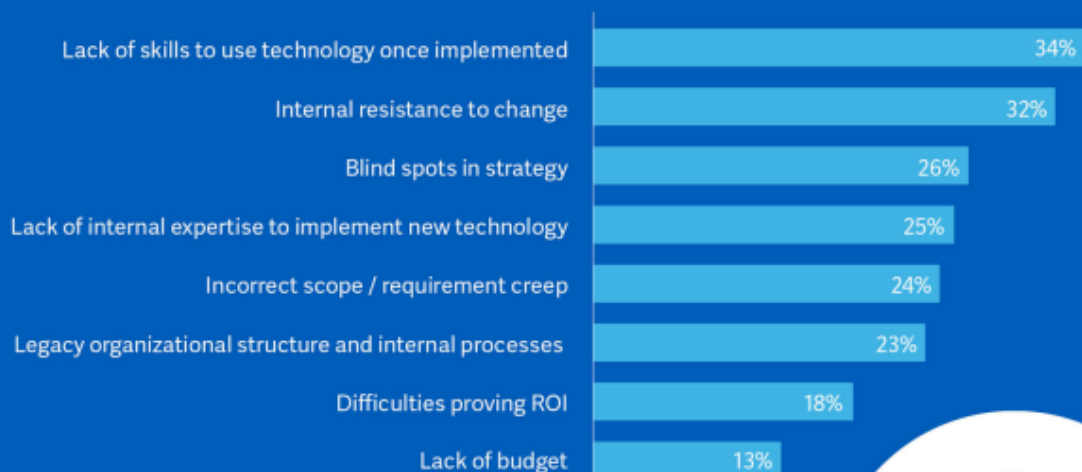 Lack of skills to use technology once implemented 34%
Internal resistance to change 32%
Blind spots in strategy 26%
Lack of internal expertise to implement new technology 25%
Incorrect scope / requirement creep 24%
Legacy organizational structure and internal processes 23%
Difficulties proving ROI 18%
Lack of budget 13%